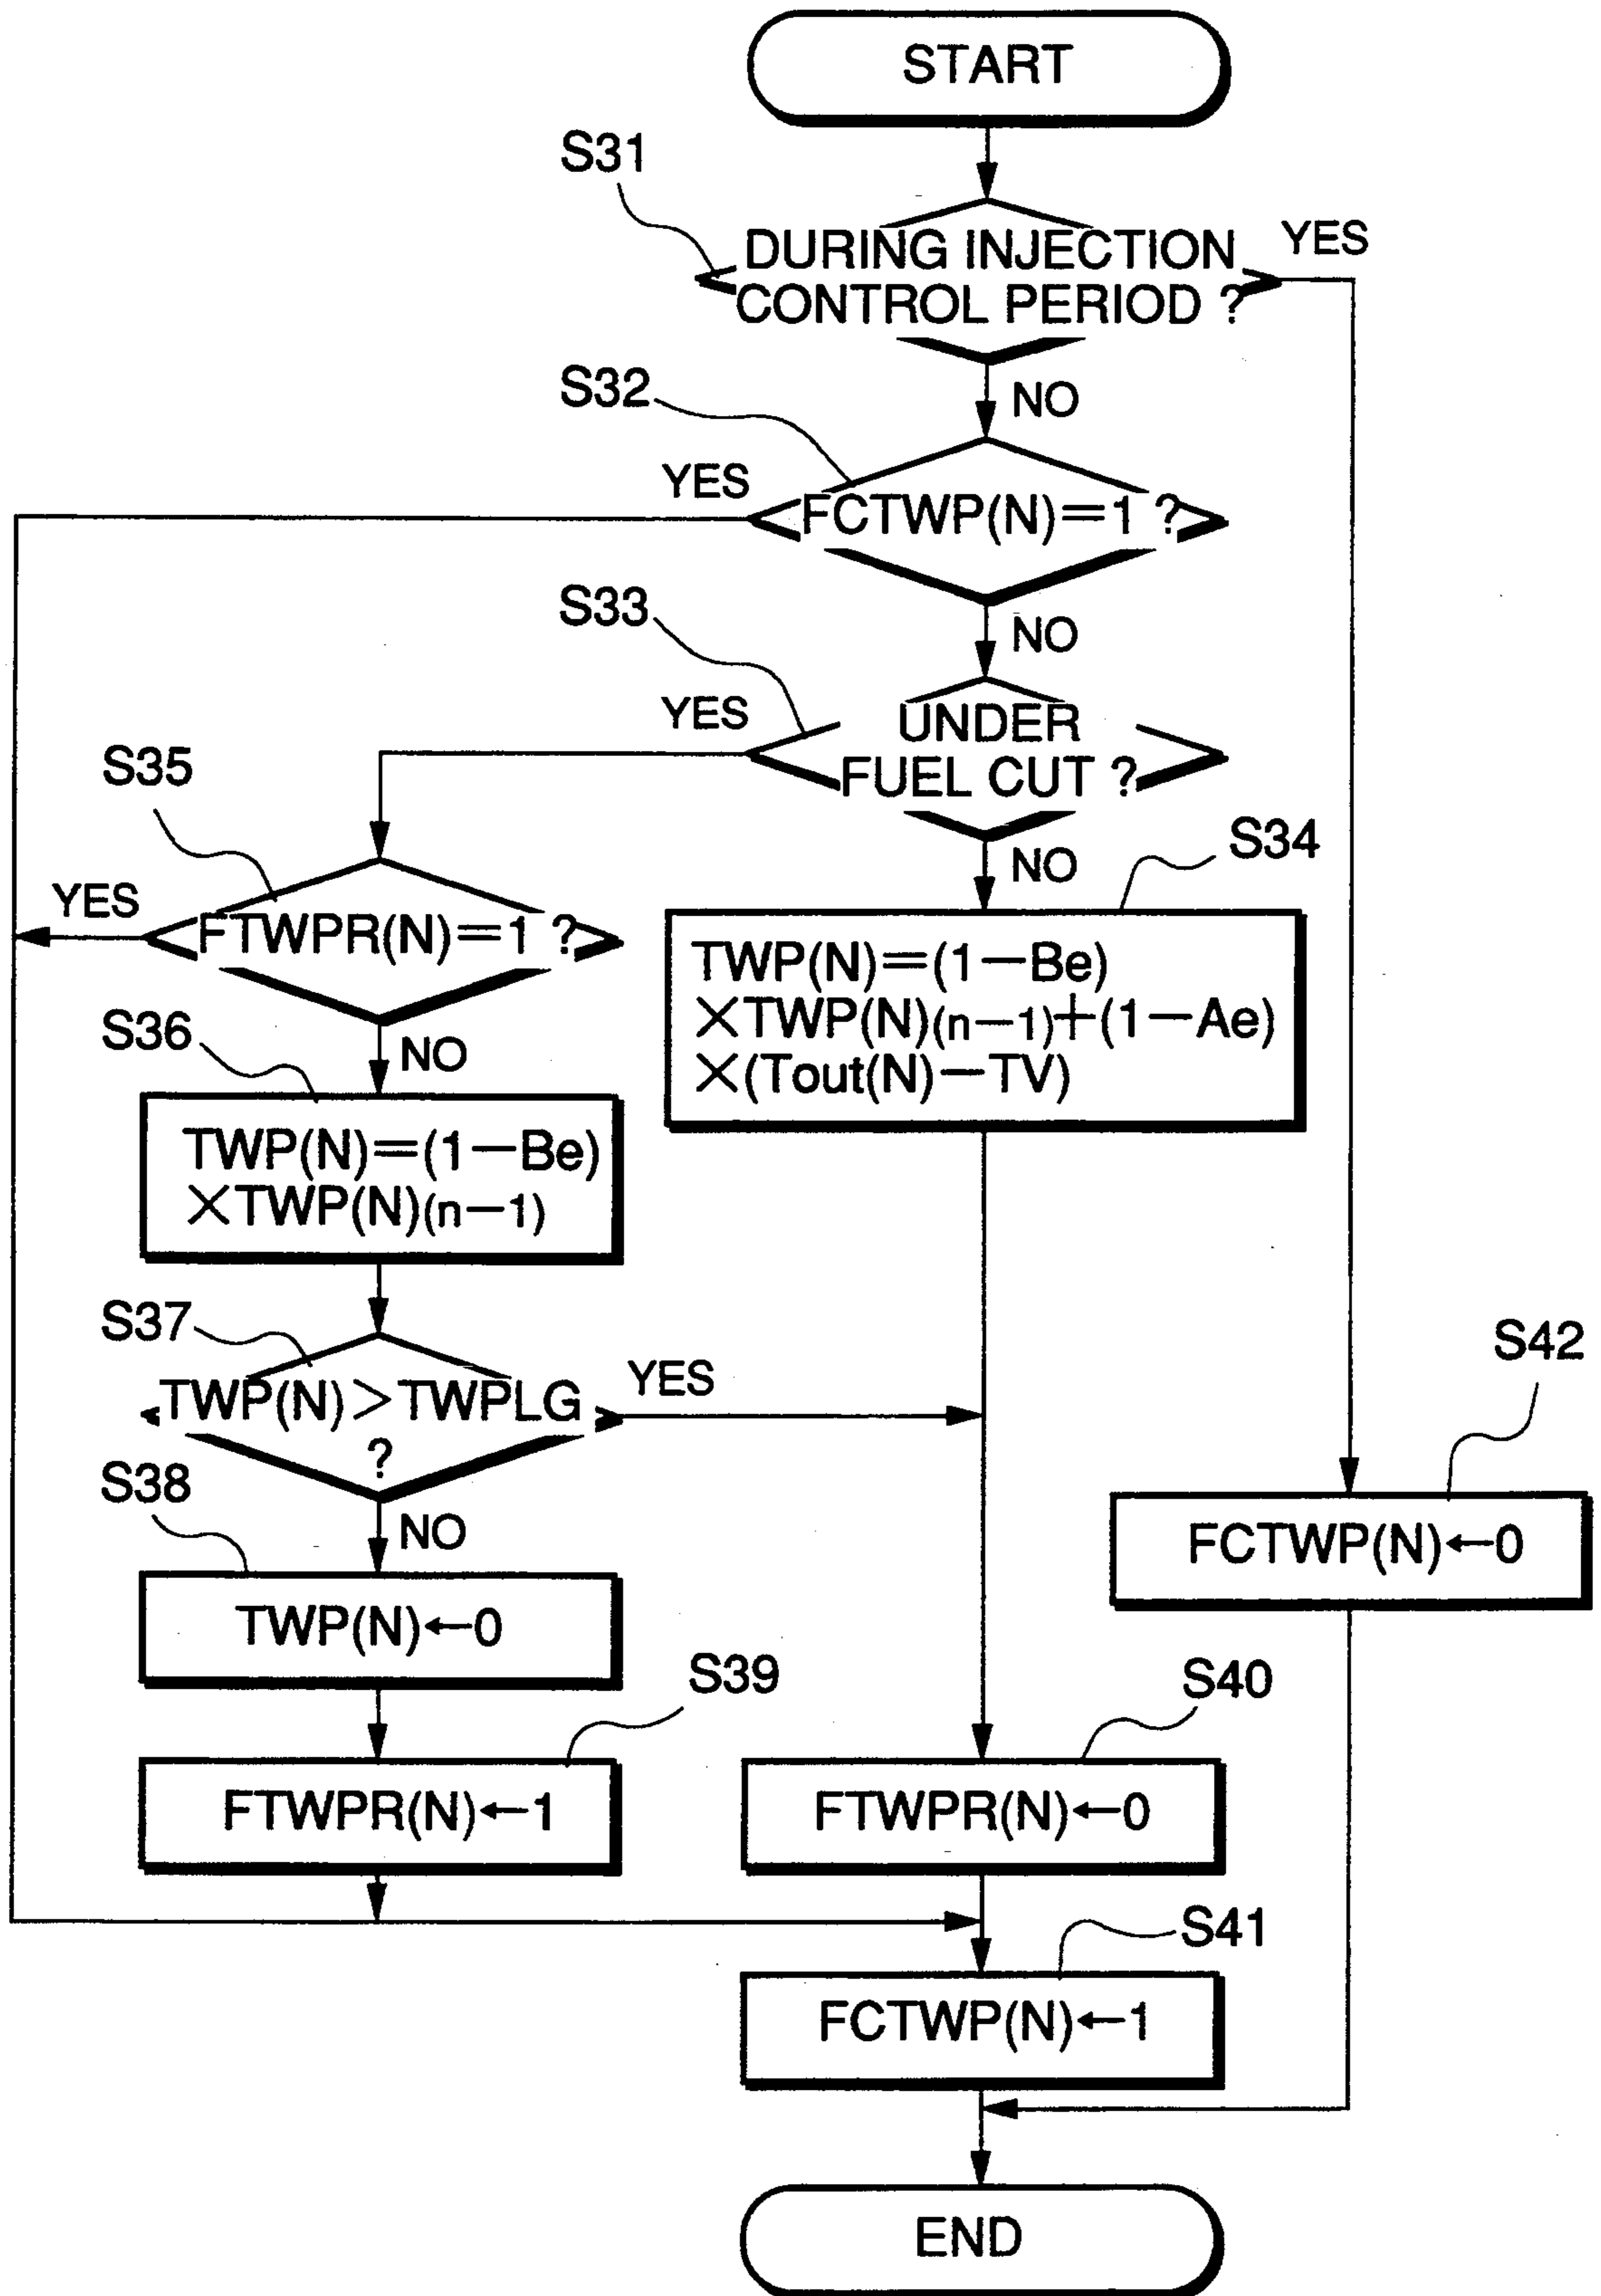 START
S31
DURING INJECTION
CONTROL PERIOD ?
YES
NO
S32
YES
FCTWP(N)=1 ?
NO
S33
YES
UNDER
FUEL CUT ?
NO
S34
TWP(N)=(1-Be)
×TWP(N)(n-1)+(1-Ae)
×(Tout(N)-TV)
S35
YES
FTWPR(N)=1 ?
NO
S36
TWP(N)=(1-Be)
×TWP(N)(n-1)
S37
TWP(N)>TWPLG
?
YES
NO
S38
TWP(N)←0
S42
FCTWP(N)←0
S39
FTWPR(N)←1
S40
FTWPR(N)←0
S41
FCTWP(N)←1
END